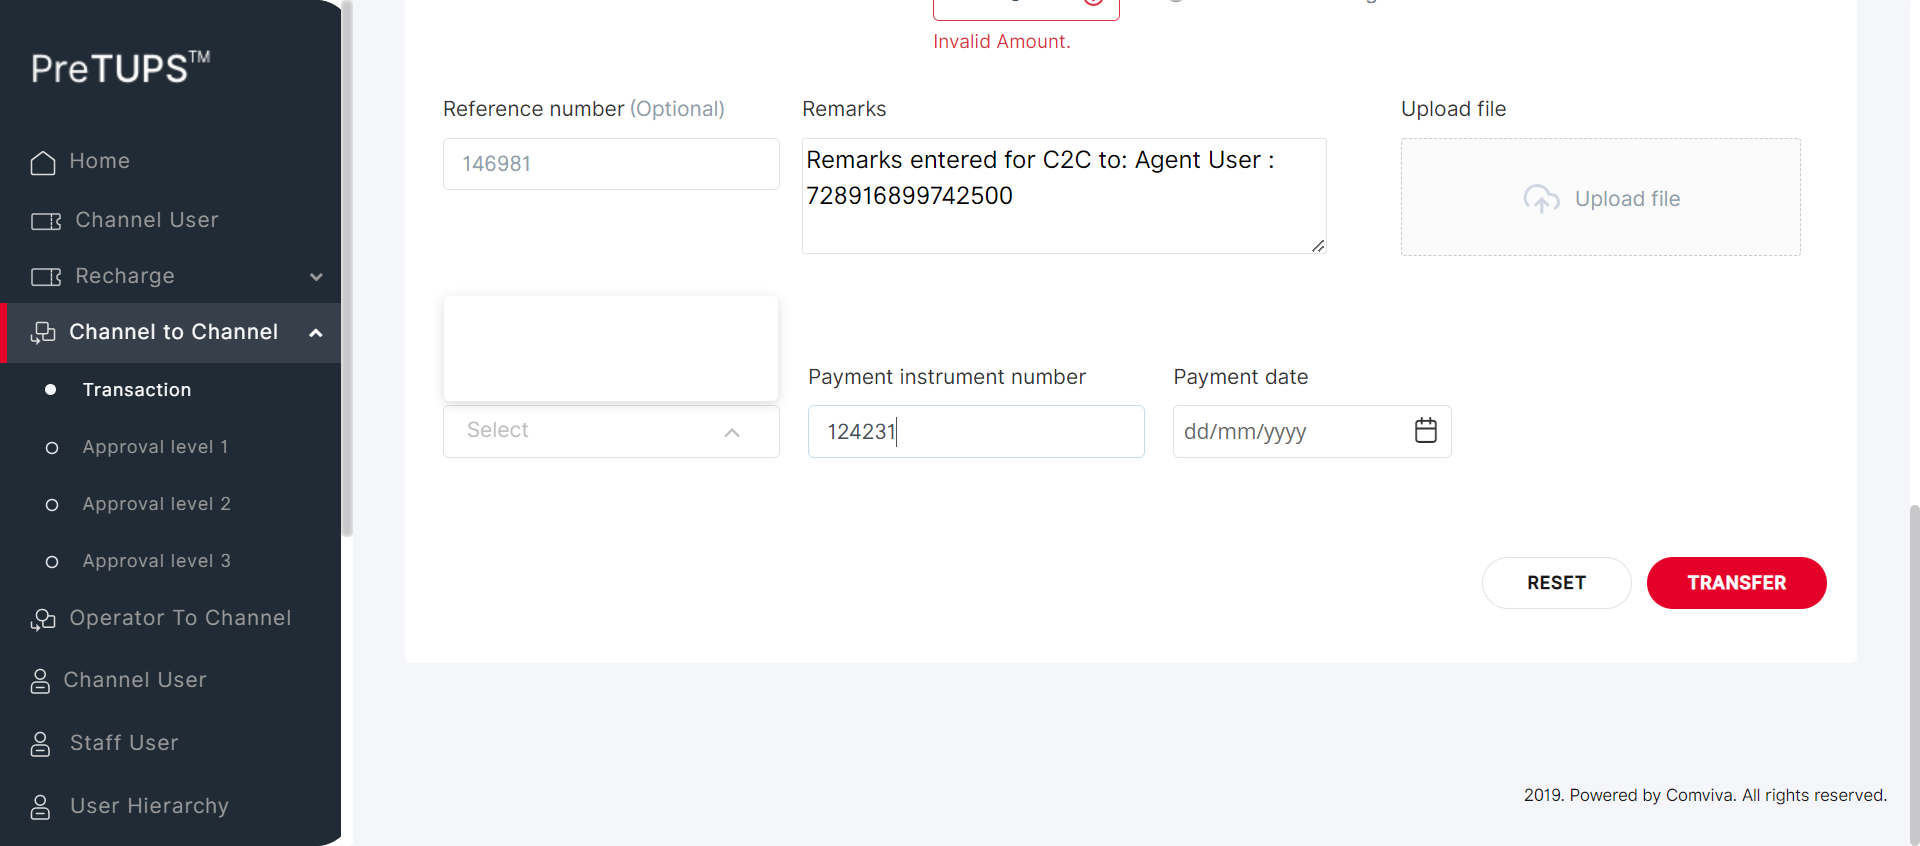 PreTUPS™
Home
Channel User
Recharge
Channel to Channel
Transaction
Approval level 1
Approval level 2
Approval level 3
Operator To Channel
Channel User
Staff User
User Hierarchy
Invalid Amount.
Reference number (Optional)
146981
Remarks
Remarks entered for C2C to: Agent User :
728916899742500
Upload file
Upload file
Select
Payment instrument number
124231
Payment date
dd/mm/yyyy
RESET
TRANSFER
2019. Powered by Comviva. All rights reserved.